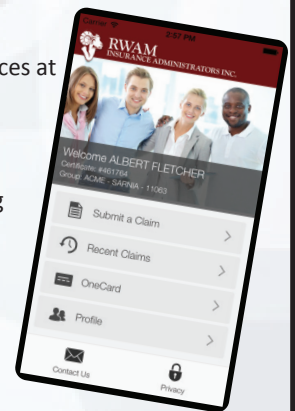 ces at
g
Carrier
2:57 PM
RWAM
INSURANCE ADMINISTRATORS INC.
Welcome ALBERT FLETCHER
Certificate: #461764
Group: ACME - SARNIA - 11063
Submit a Claim
Recent Claims
OneCard
Profile
Contact Us
Privacy